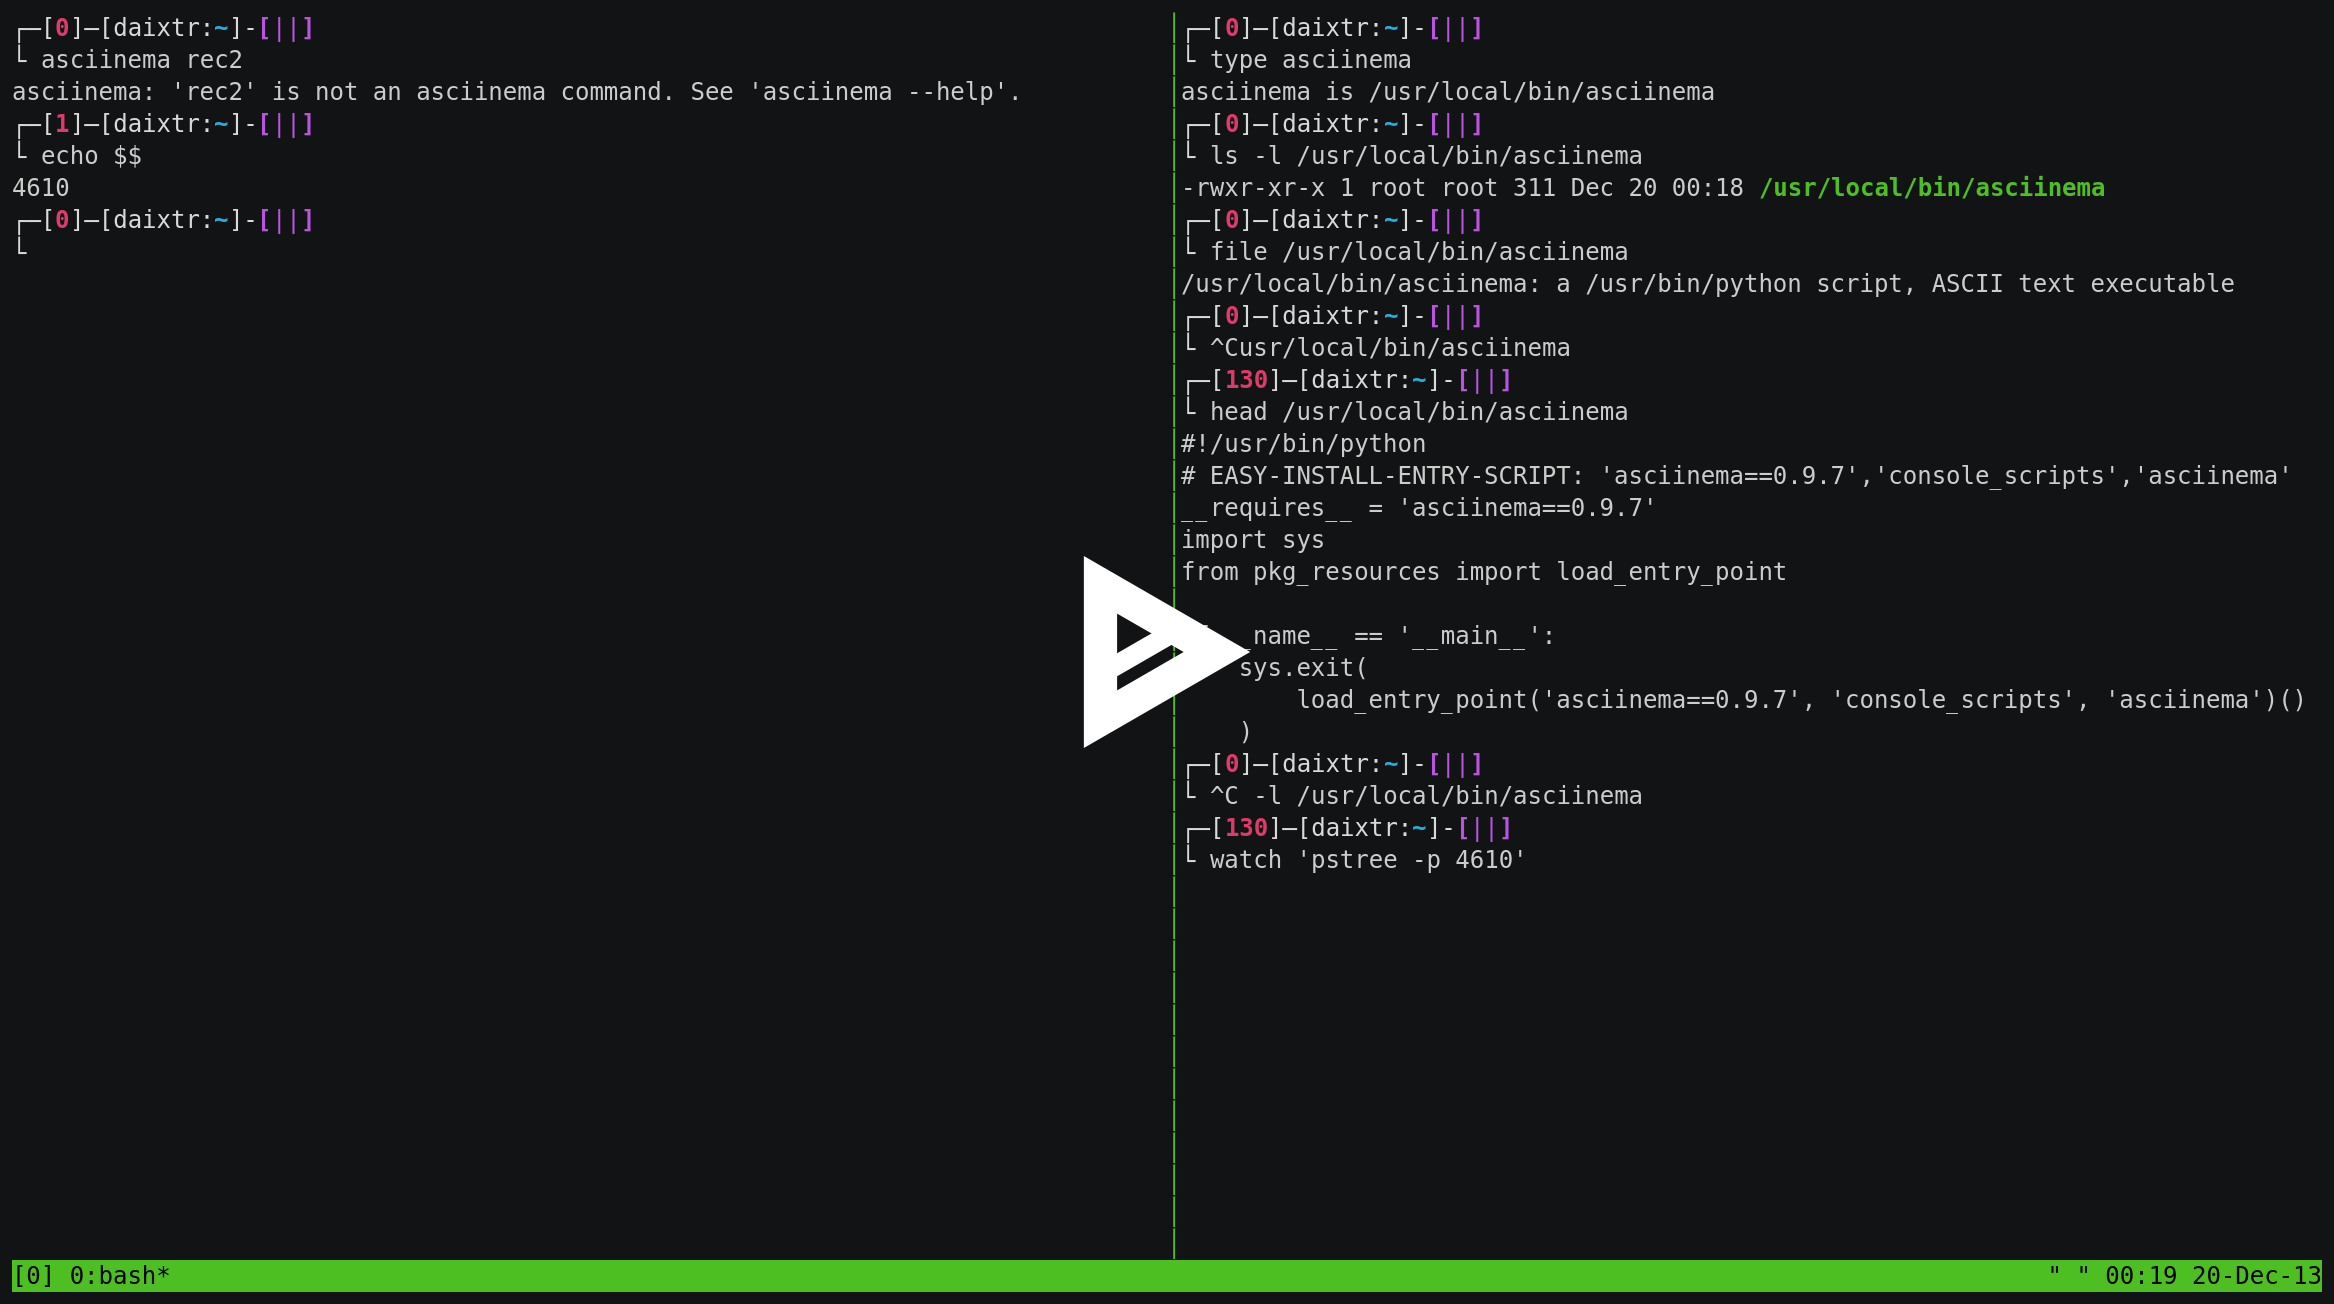 ┌─[0]─[daixtr:~]-[||]
└ asciinema rec2
asciinema: 'rec2' is not an asciinema command. See 'asciinema --help'.
┌─[1]─[daixtr:~]-[||]
└ echo $$
4610
┌─[0]─[daixtr:~]-[||]
└
┌─[0]─[daixtr:~]-[||]
└ type asciinema
asciinema is /usr/local/bin/asciinema
┌─[0]─[daixtr:~]-[||]
└ ls -l /usr/local/bin/asciinema
-rwxr-xr-x 1 root root 311 Dec 20 00:18 /usr/local/bin/asciinema
┌─[0]─[daixtr:~]-[||]
└ file /usr/local/bin/asciinema
/usr/local/bin/asciinema: a /usr/bin/python script, ASCII text executable
┌─[0]─[daixtr:~]-[||]
└ ^Cusr/local/bin/asciinema
┌─[130]─[daixtr:~]-[||]
└ head /usr/local/bin/asciinema
#!/usr/bin/python
# EASY-INSTALL-ENTRY-SCRIPT: 'asciinema==0.9.7','console_scripts','asciinema'
__requires__ = 'asciinema==0.9.7'
import sys
from pkg_resources import load_entry_point
_name__ == '__main__':
    sys.exit(
        load_entry_point('asciinema==0.9.7', 'console_scripts', 'asciinema')()
    )
┌─[0]─[daixtr:~]-[||]
└ ^C -l /usr/local/bin/asciinema
┌─[130]─[daixtr:~]-[||]
└ watch 'pstree -p 4610'
[0] 0:bash* " " 00:19 20-Dec-13